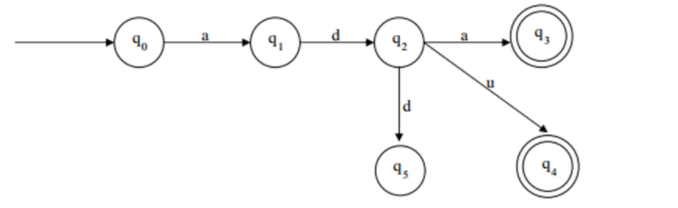 q₀ a q₁ d q₂ a q₃
u
d
q₅ q₄